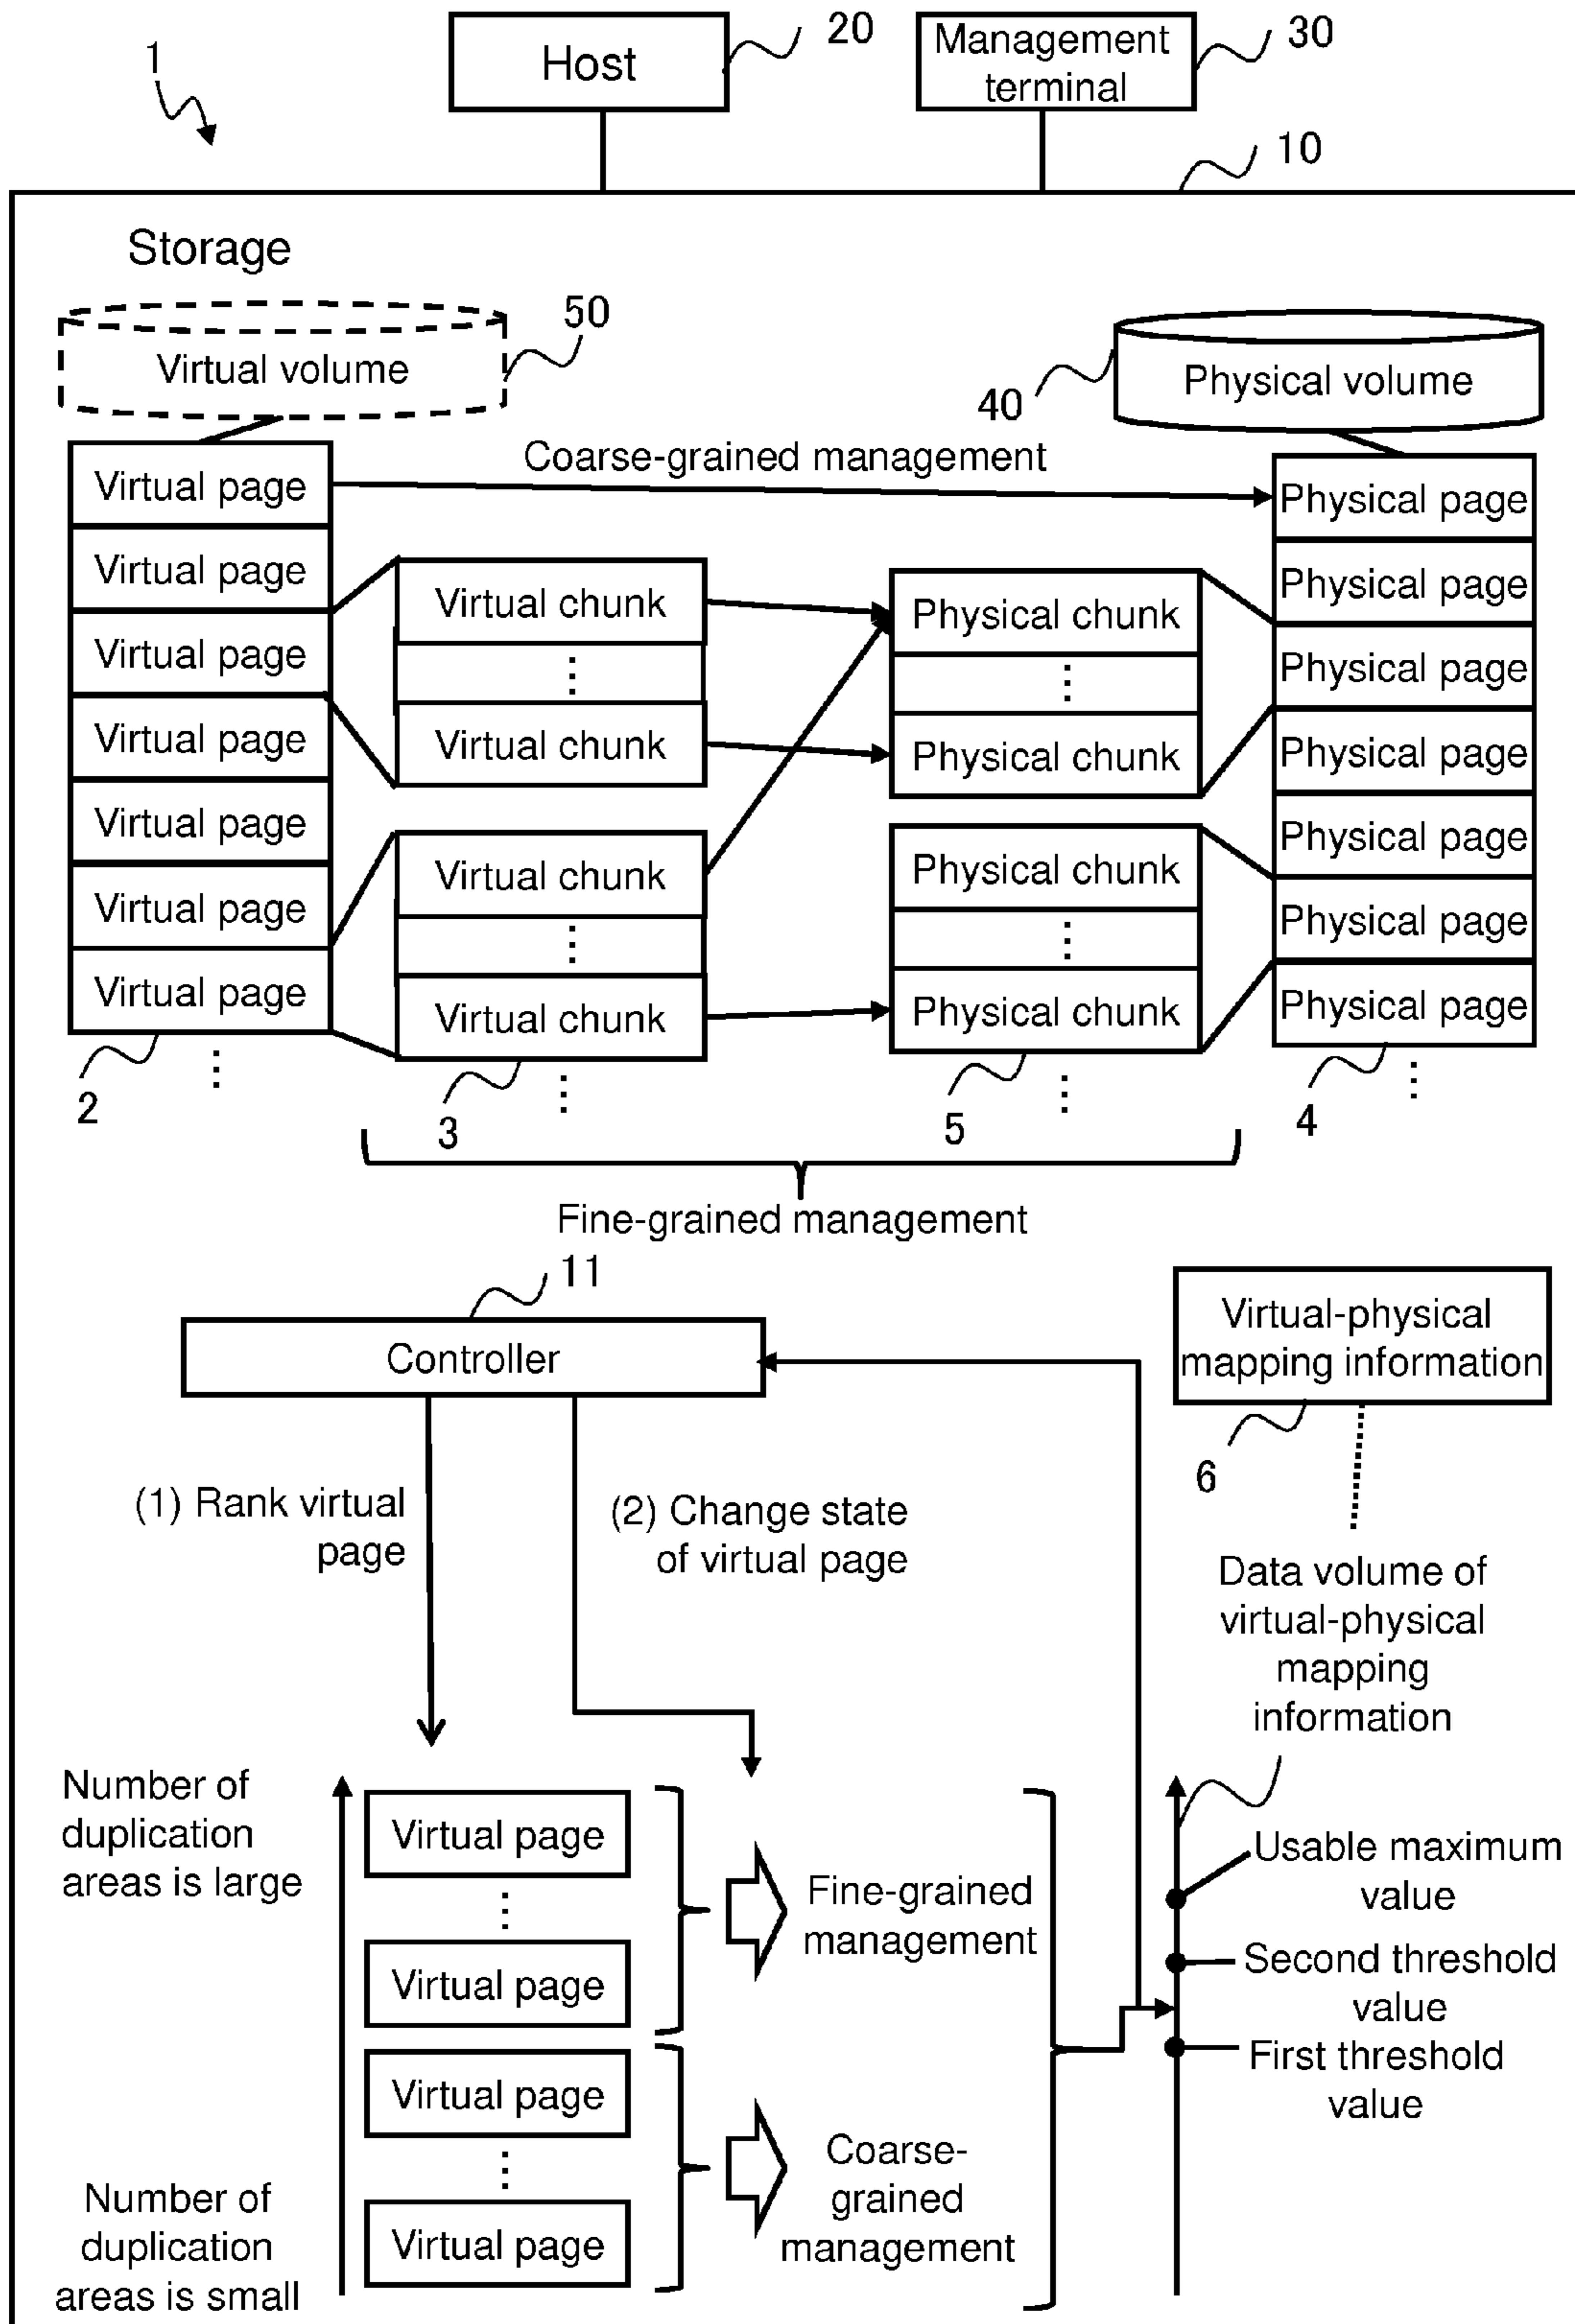 1
Host
20
Management
terminal
30
10
Storage
Virtual volume
50
40
Physical volume
Coarse-grained management
Virtual page
Virtual page
Virtual page
Virtual page
Virtual page
Virtual page
Virtual page
2
Virtual chunk
Virtual chunk
Virtual chunk
Virtual chunk
3
Physical chunk
Physical chunk
Physical chunk
Physical chunk
5
Physical page
Physical page
Physical page
Physical page
Physical page
Physical page
Physical page
4
Fine-grained management
11
Controller
Virtual-physical
mapping information
6
(1) Rank virtual
page
(2) Change state
of virtual page
Data volume of
virtual-physical
mapping
information
Number of
duplication
areas is large
Virtual page
Virtual page
Fine-grained
management
Virtual page
Virtual page
Coarse-
grained
management
Number of
duplication
areas is small
Usable maximum
value
Second threshold
value
First threshold
value